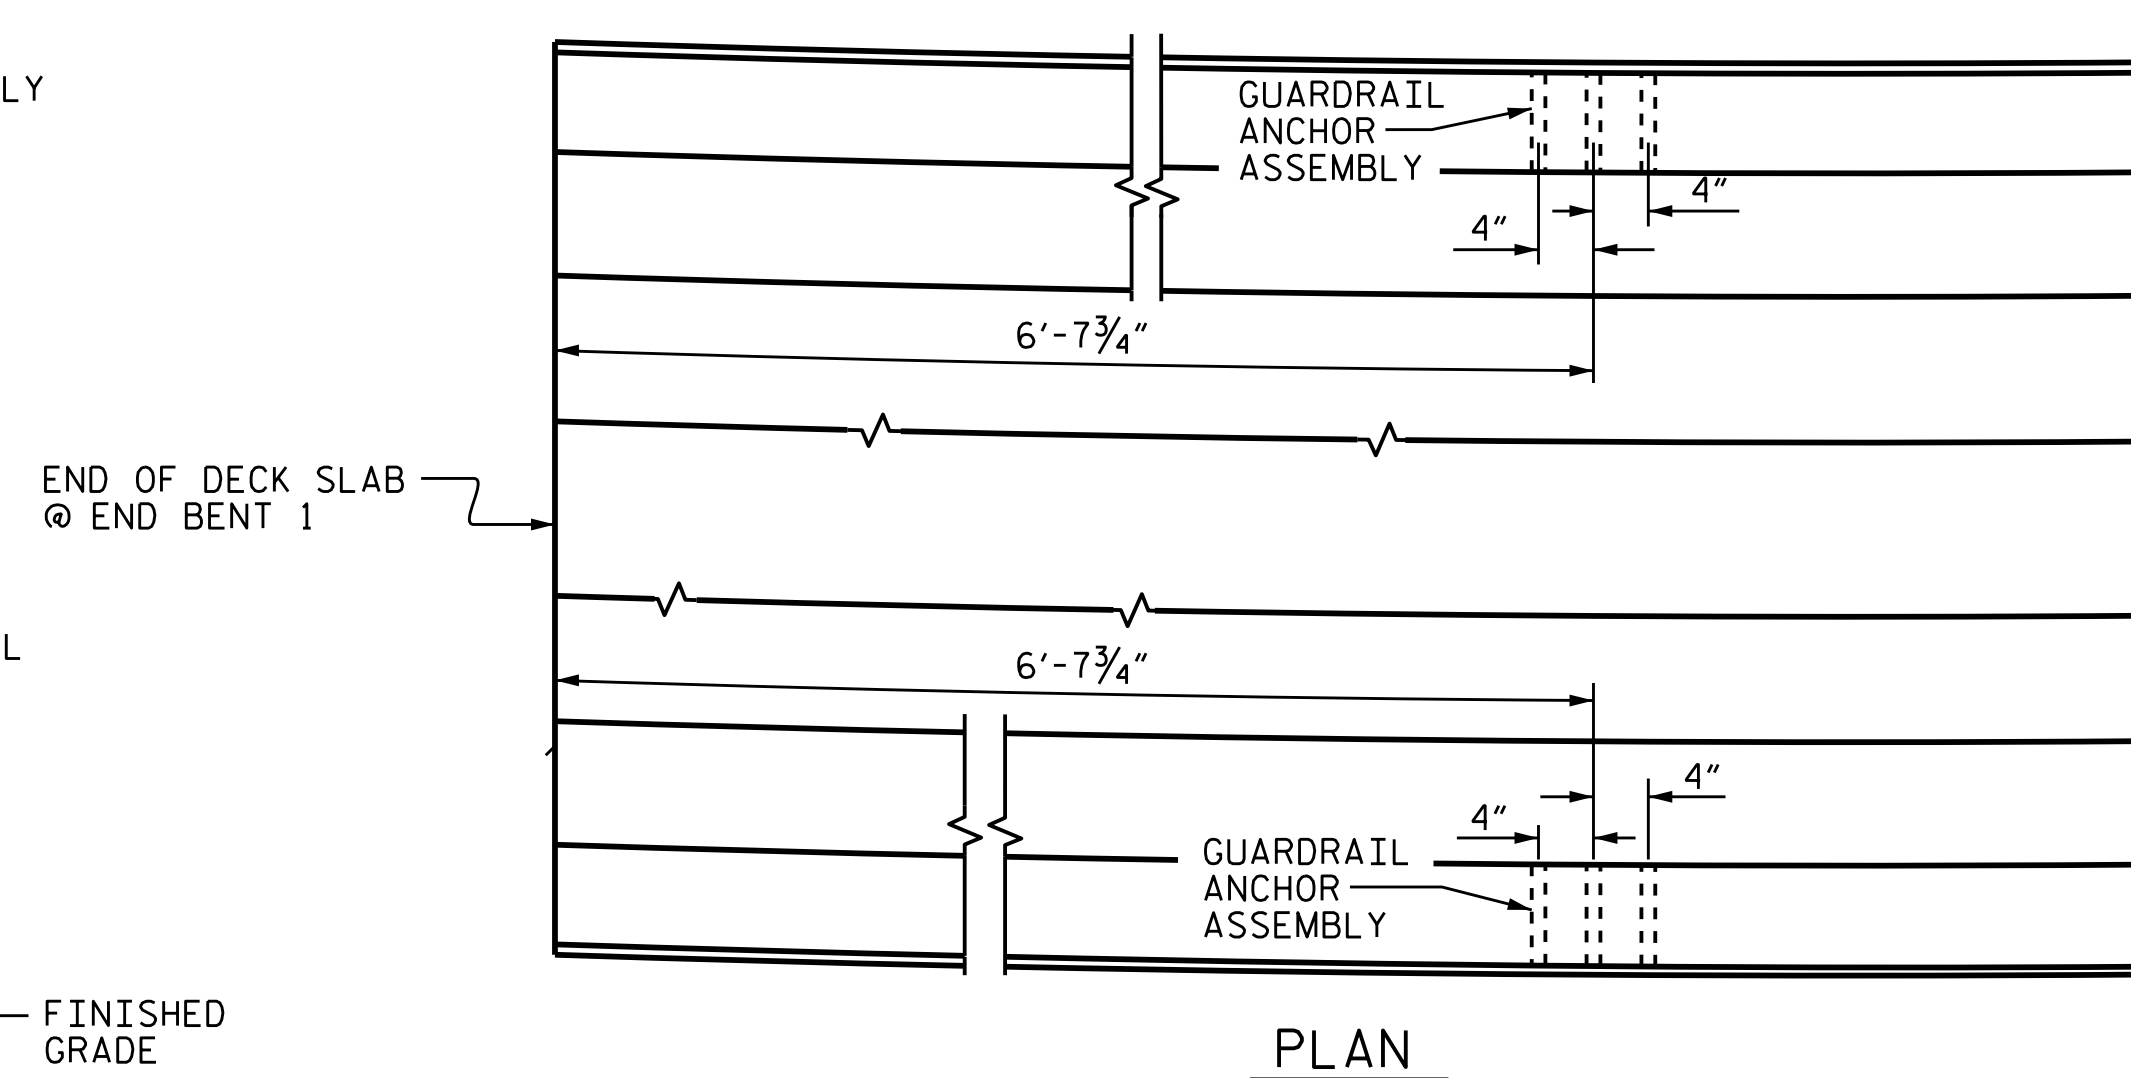 LY
GUARDRAIL
ANCHOR
ASSEMBLY
4"
4"
6'-7¾"
END OF DECK SLAB
@ END BENT 1
L
6'-7¾"
4"
4"
GUARDRAIL
ANCHOR
ASSEMBLY
FINISHED
GRADE
PLAN